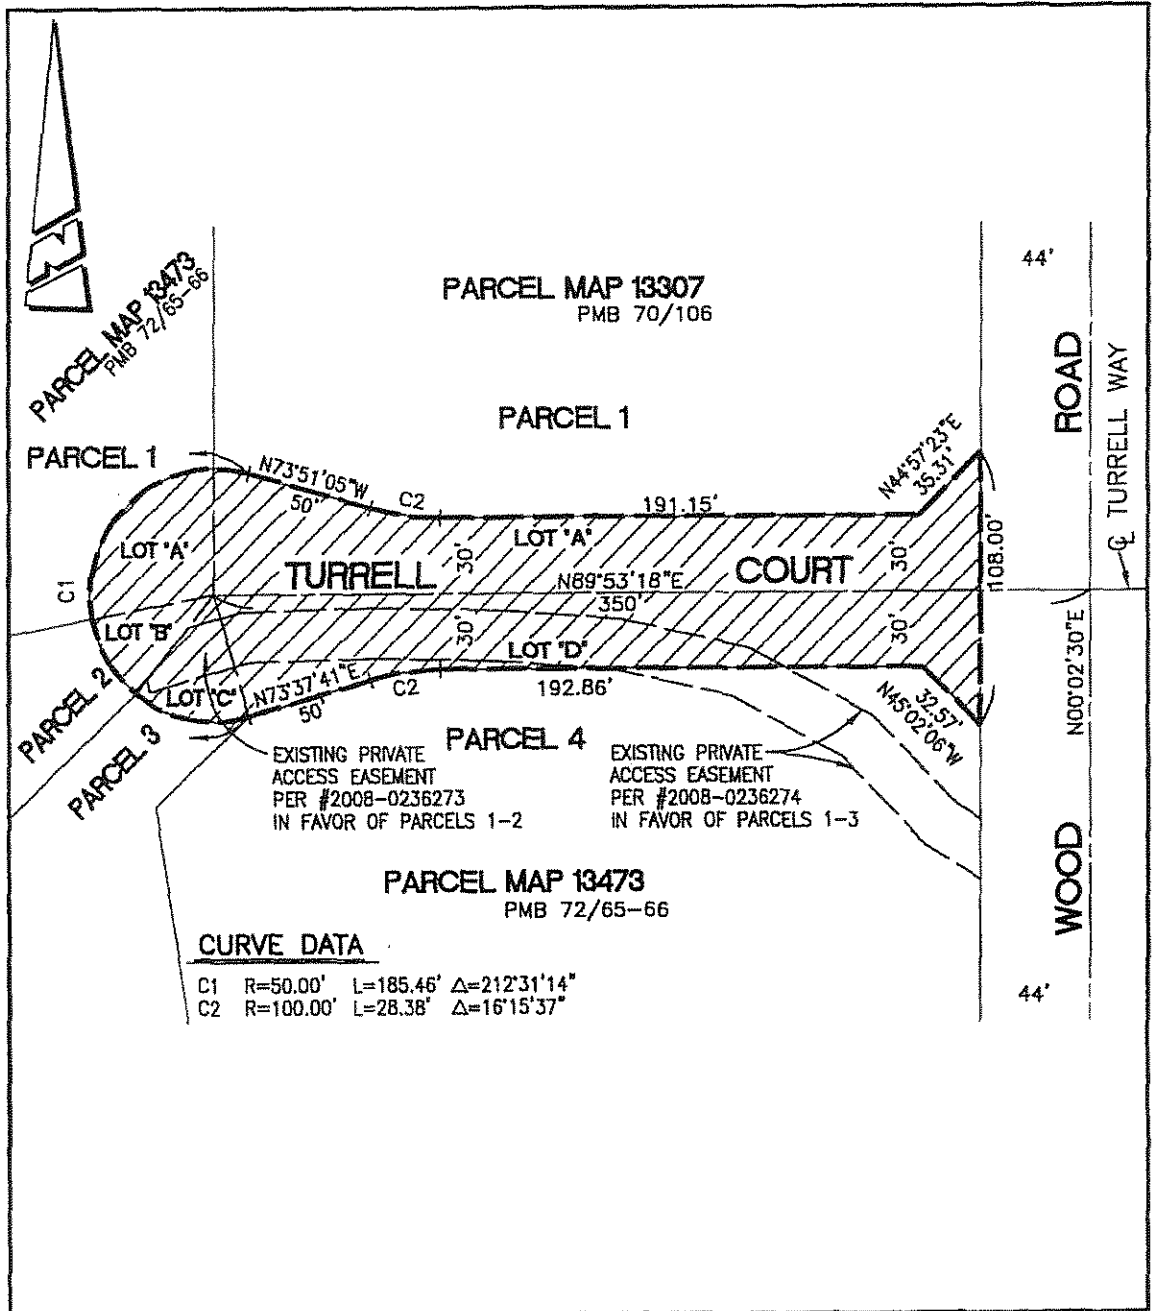 N
PARCEL MAP 13473
PMB 72/65-66
PARCEL MAP 13307
PMB 70/106
44'
ROAD
℄ TURRELL WAY
PARCEL 1
PARCEL 1
N73°51'05"W
50'
C2
191.15'
N44°57'23"E
35.31'
LOT "A"
LOT "A"
30'
30'
108.00'
C1
TURRELL
COURT
N89°53'18"E
350'
LOT "B"
30'
30'
LOT "D"
LOT "C"
N73°37'41"E
50'
C2
192.86'
32.57'
N45°02'06"W
N00°02'30"E
PARCEL 2
PARCEL 3
PARCEL 4
EXISTING PRIVATE
ACCESS EASEMENT
PER #2008-0236273
IN FAVOR OF PARCELS 1-2
EXISTING PRIVATE
ACCESS EASEMENT
PER #2008-0236274
IN FAVOR OF PARCELS 1-3
WOOD
PARCEL MAP 13473
PMB 72/65-66
CURVE DATA
C1 R=50.00' L=185.46' Δ=212°31'14"
C2 R=100.00' L=28.38' Δ=16°15'37"
44'